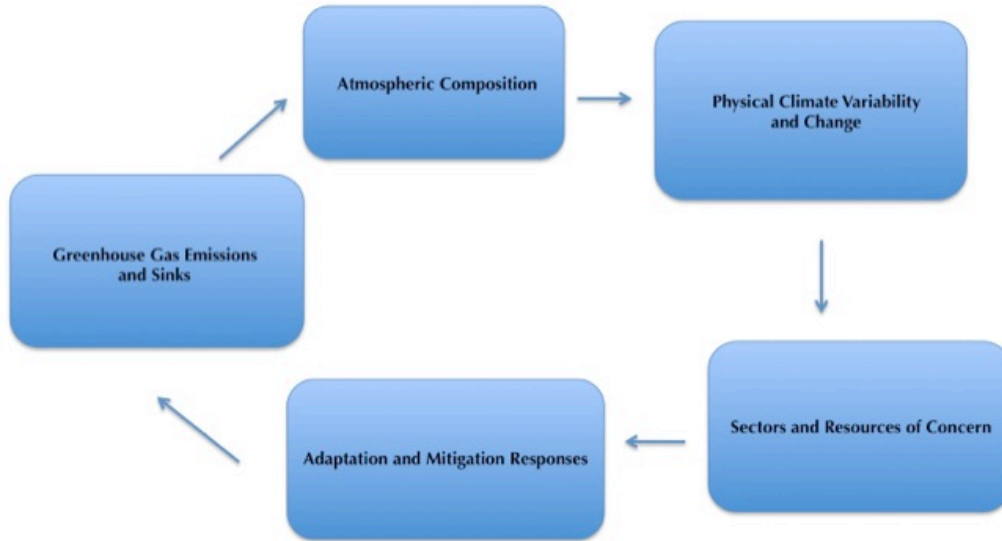 Atmospheric Composition
Physical Climate Variability
and Change
Greenhouse Gas Emissions
and Sinks
Sectors and Resources of Concern
Adaptation and Mitigation Responses